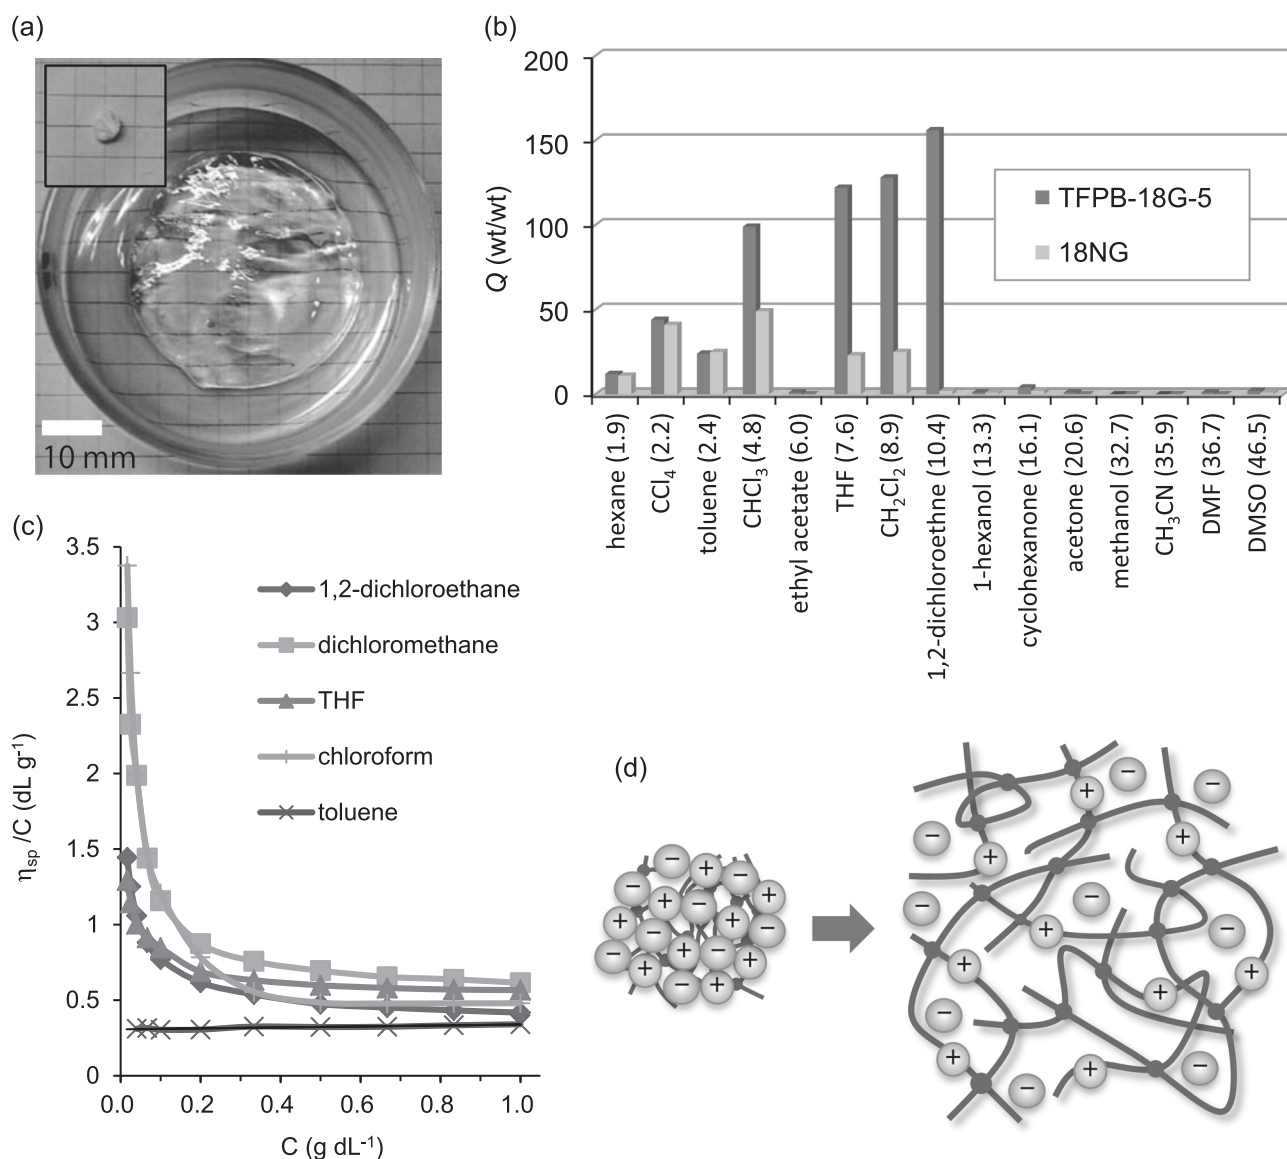 (a)
10 mm
(b)
Q (wt/wt)
200
150
100
50
0
TFPB-18G-5
18NG
hexane (1.9)
CCl₄ (2.2)
toluene (2.4)
CHCl₃ (4.8)
ethyl acetate (6.0)
THF (7.6)
CH₂Cl₂ (8.9)
1,2-dichloroethne (10.4)
1-hexanol (13.3)
cyclohexanone (16.1)
acetone (20.6)
methanol (32.7)
CH₃CN (35.9)
DMF (36.7)
DMSO (46.5)
(c)
ηsp /C (dL g⁻¹)
3.5
3
2.5
2
1.5
1
0.5
0
1,2-dichloroethane
dichloromethane
THF
chloroform
toluene
0.0 0.2 0.4 0.6 0.8 1.0
C (g dL⁻¹)
(d)